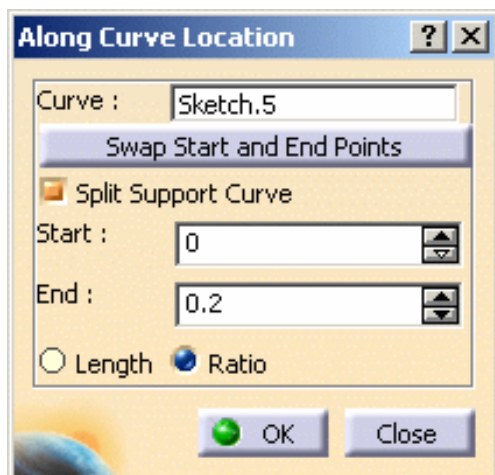 Along Curve Location ? X
Curve : Sketch.5
Swap Start and End Points
Split Support Curve
Start : 0
End : 0.2
Length Ratio
OK Close